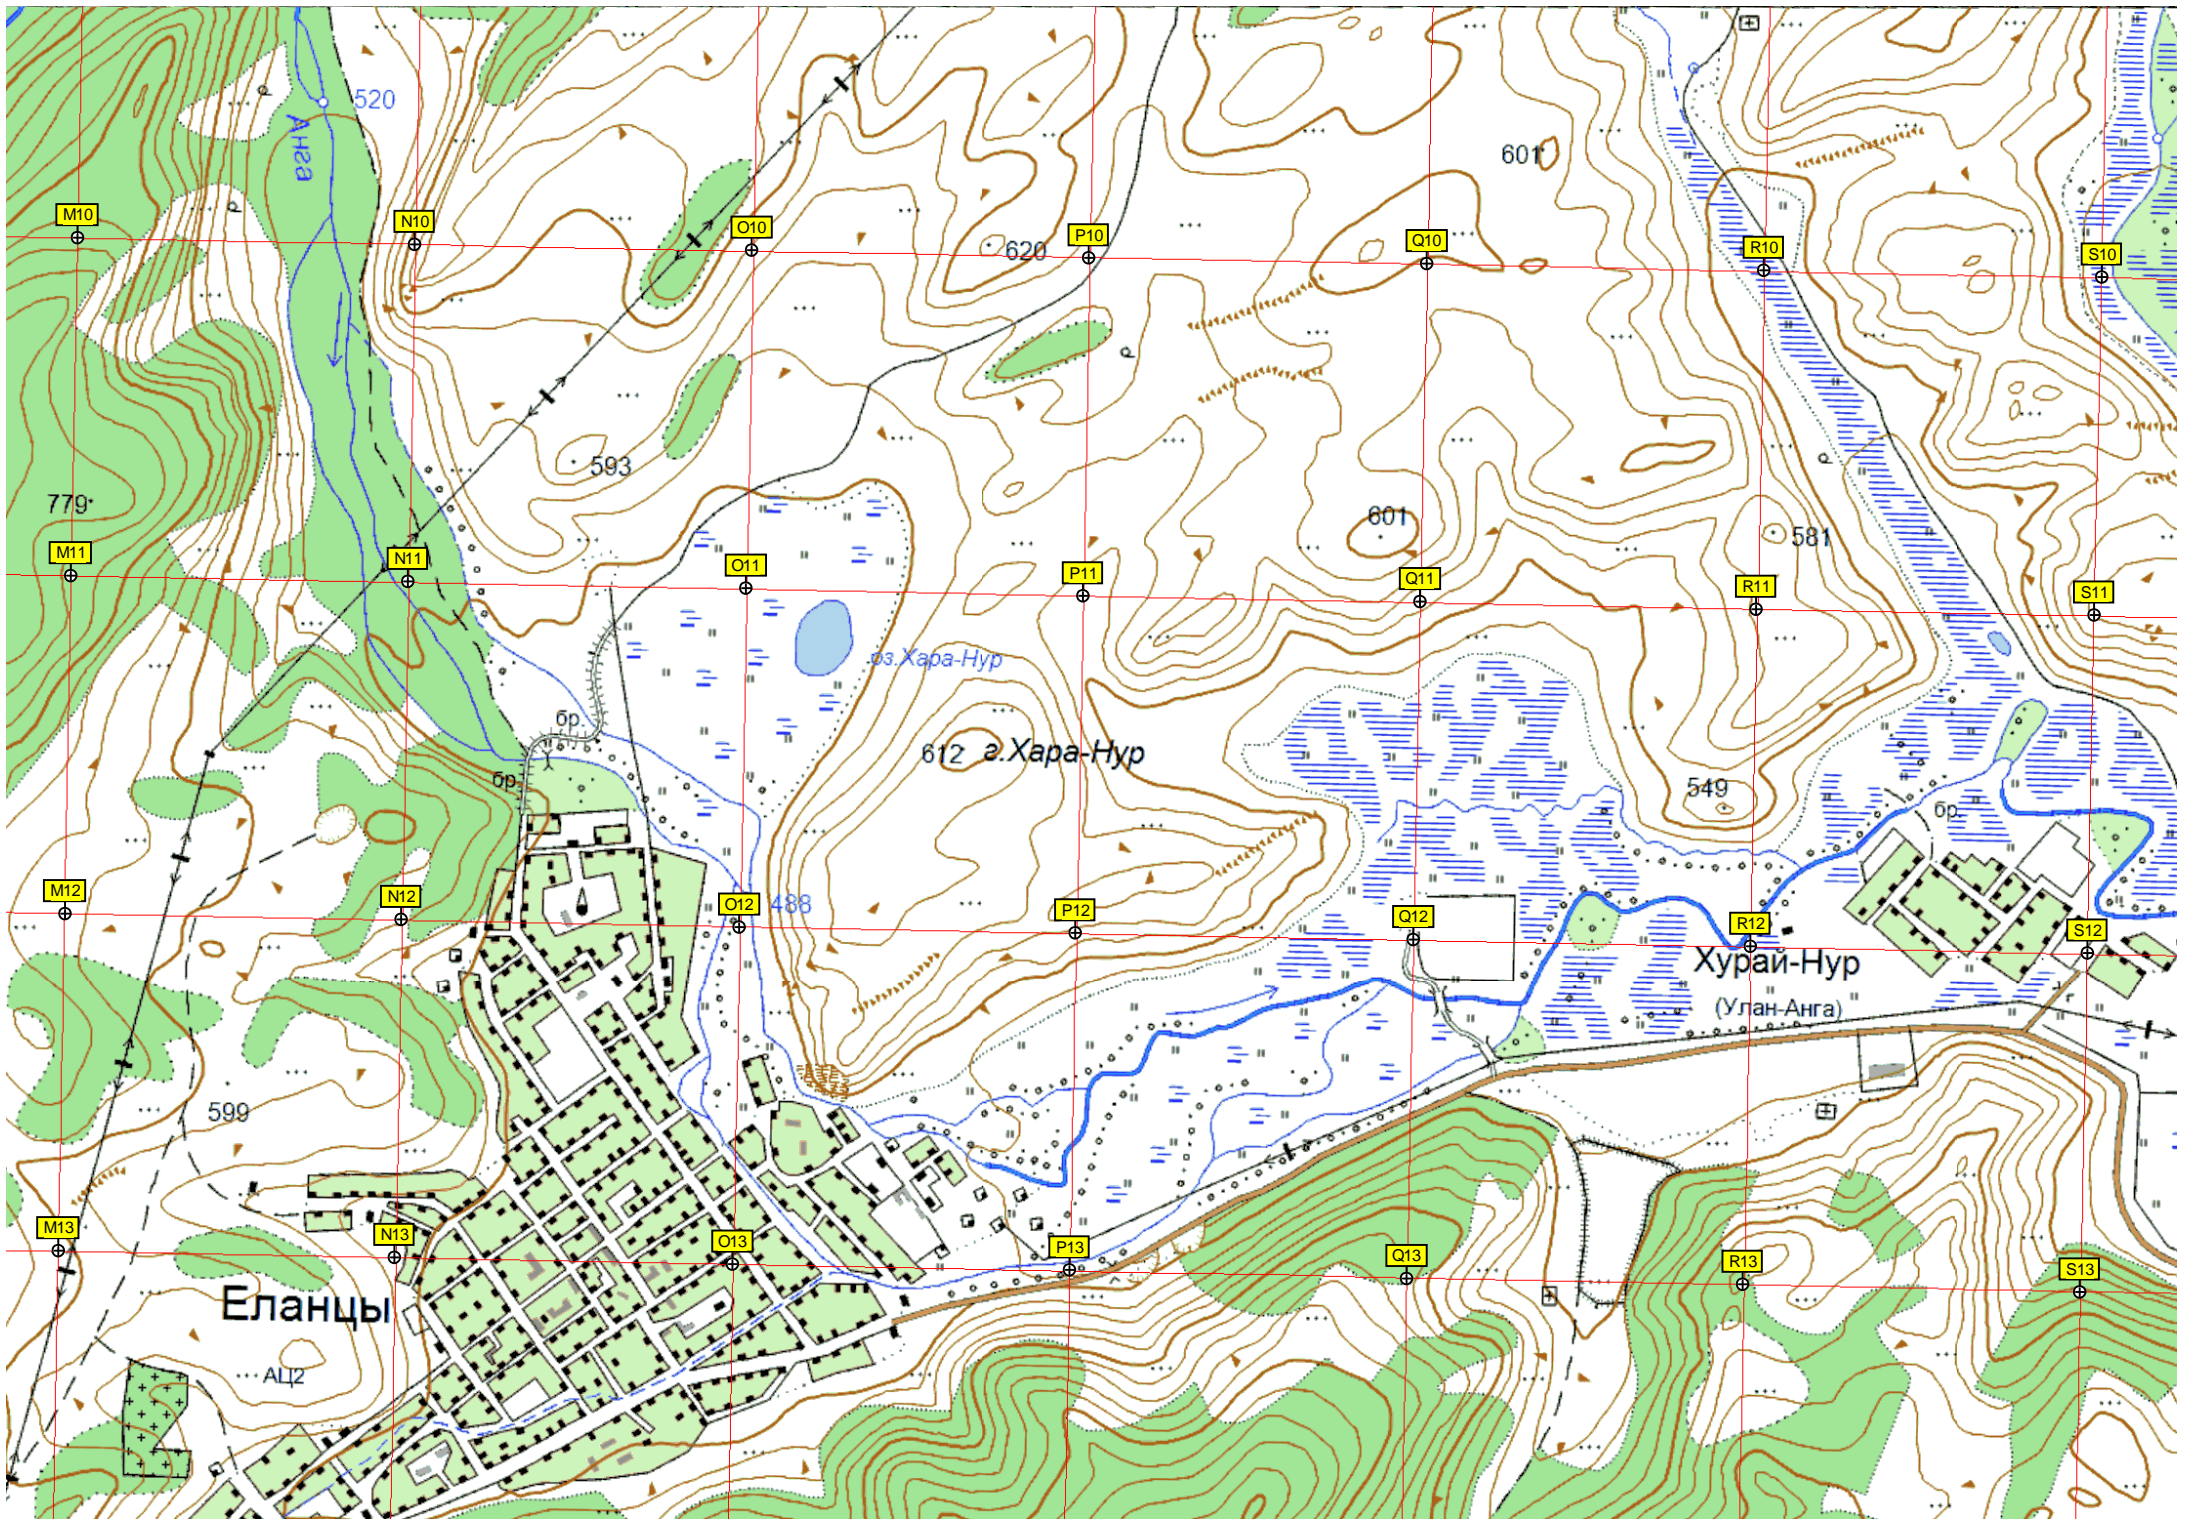 520
Анга
601
M10
N10
O10
620
P10
Q10
R10
S10
593
779
601
581
M11
N11
O11
P11
Q11
R11
S11
оз.Хара-Нур
бр.
612 г.Хара-Нур
бр.
549
бр.
M12
N12
O12
488
P12
Q12
R12
S12
Хурай-Нур
(Улан-Анга)
599
M13
N13
O13
P13
Q13
R13
S13
Еланцы
АЦ2